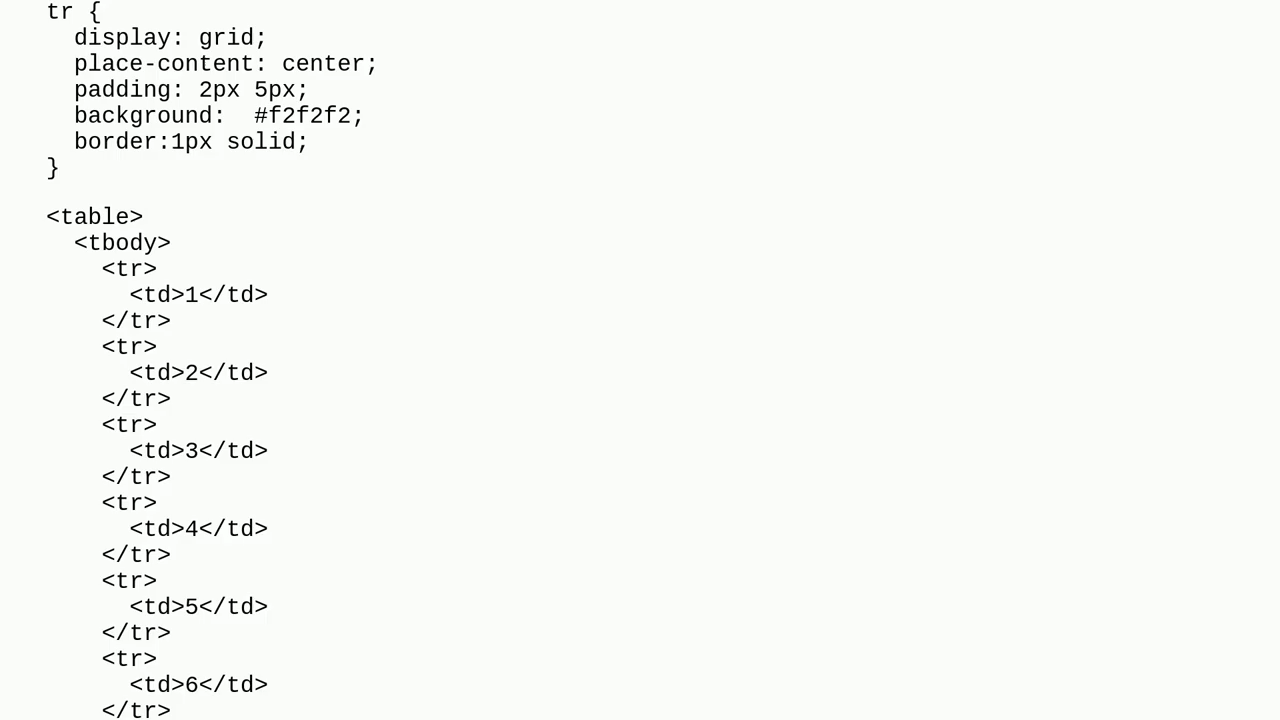 tr {
  display: grid;
  place-content: center;
  padding: 2px 5px;
  background:  #f2f2f2;
  border:1px solid;
}

<table>
  <tbody>
    <tr>
      <td>1</td>
    </tr>
    <tr>
      <td>2</td>
    </tr>
    <tr>
      <td>3</td>
    </tr>
    <tr>
      <td>4</td>
    </tr>
    <tr>
      <td>5</td>
    </tr>
    <tr>
      <td>6</td>
    </tr>